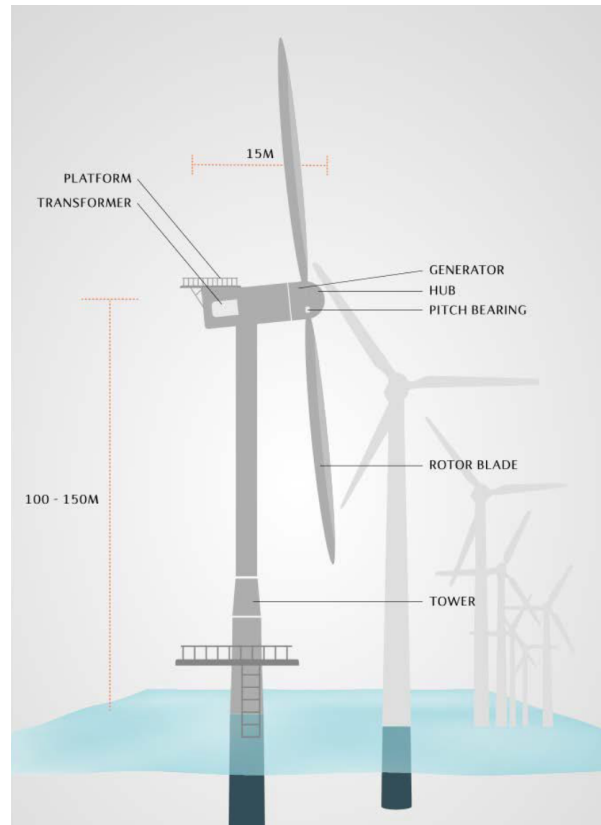 15M
PLATFORM
TRANSFORMER
GENERATOR
HUB
PITCH BEARING
ROTOR BLADE
100 - 150M
TOWER